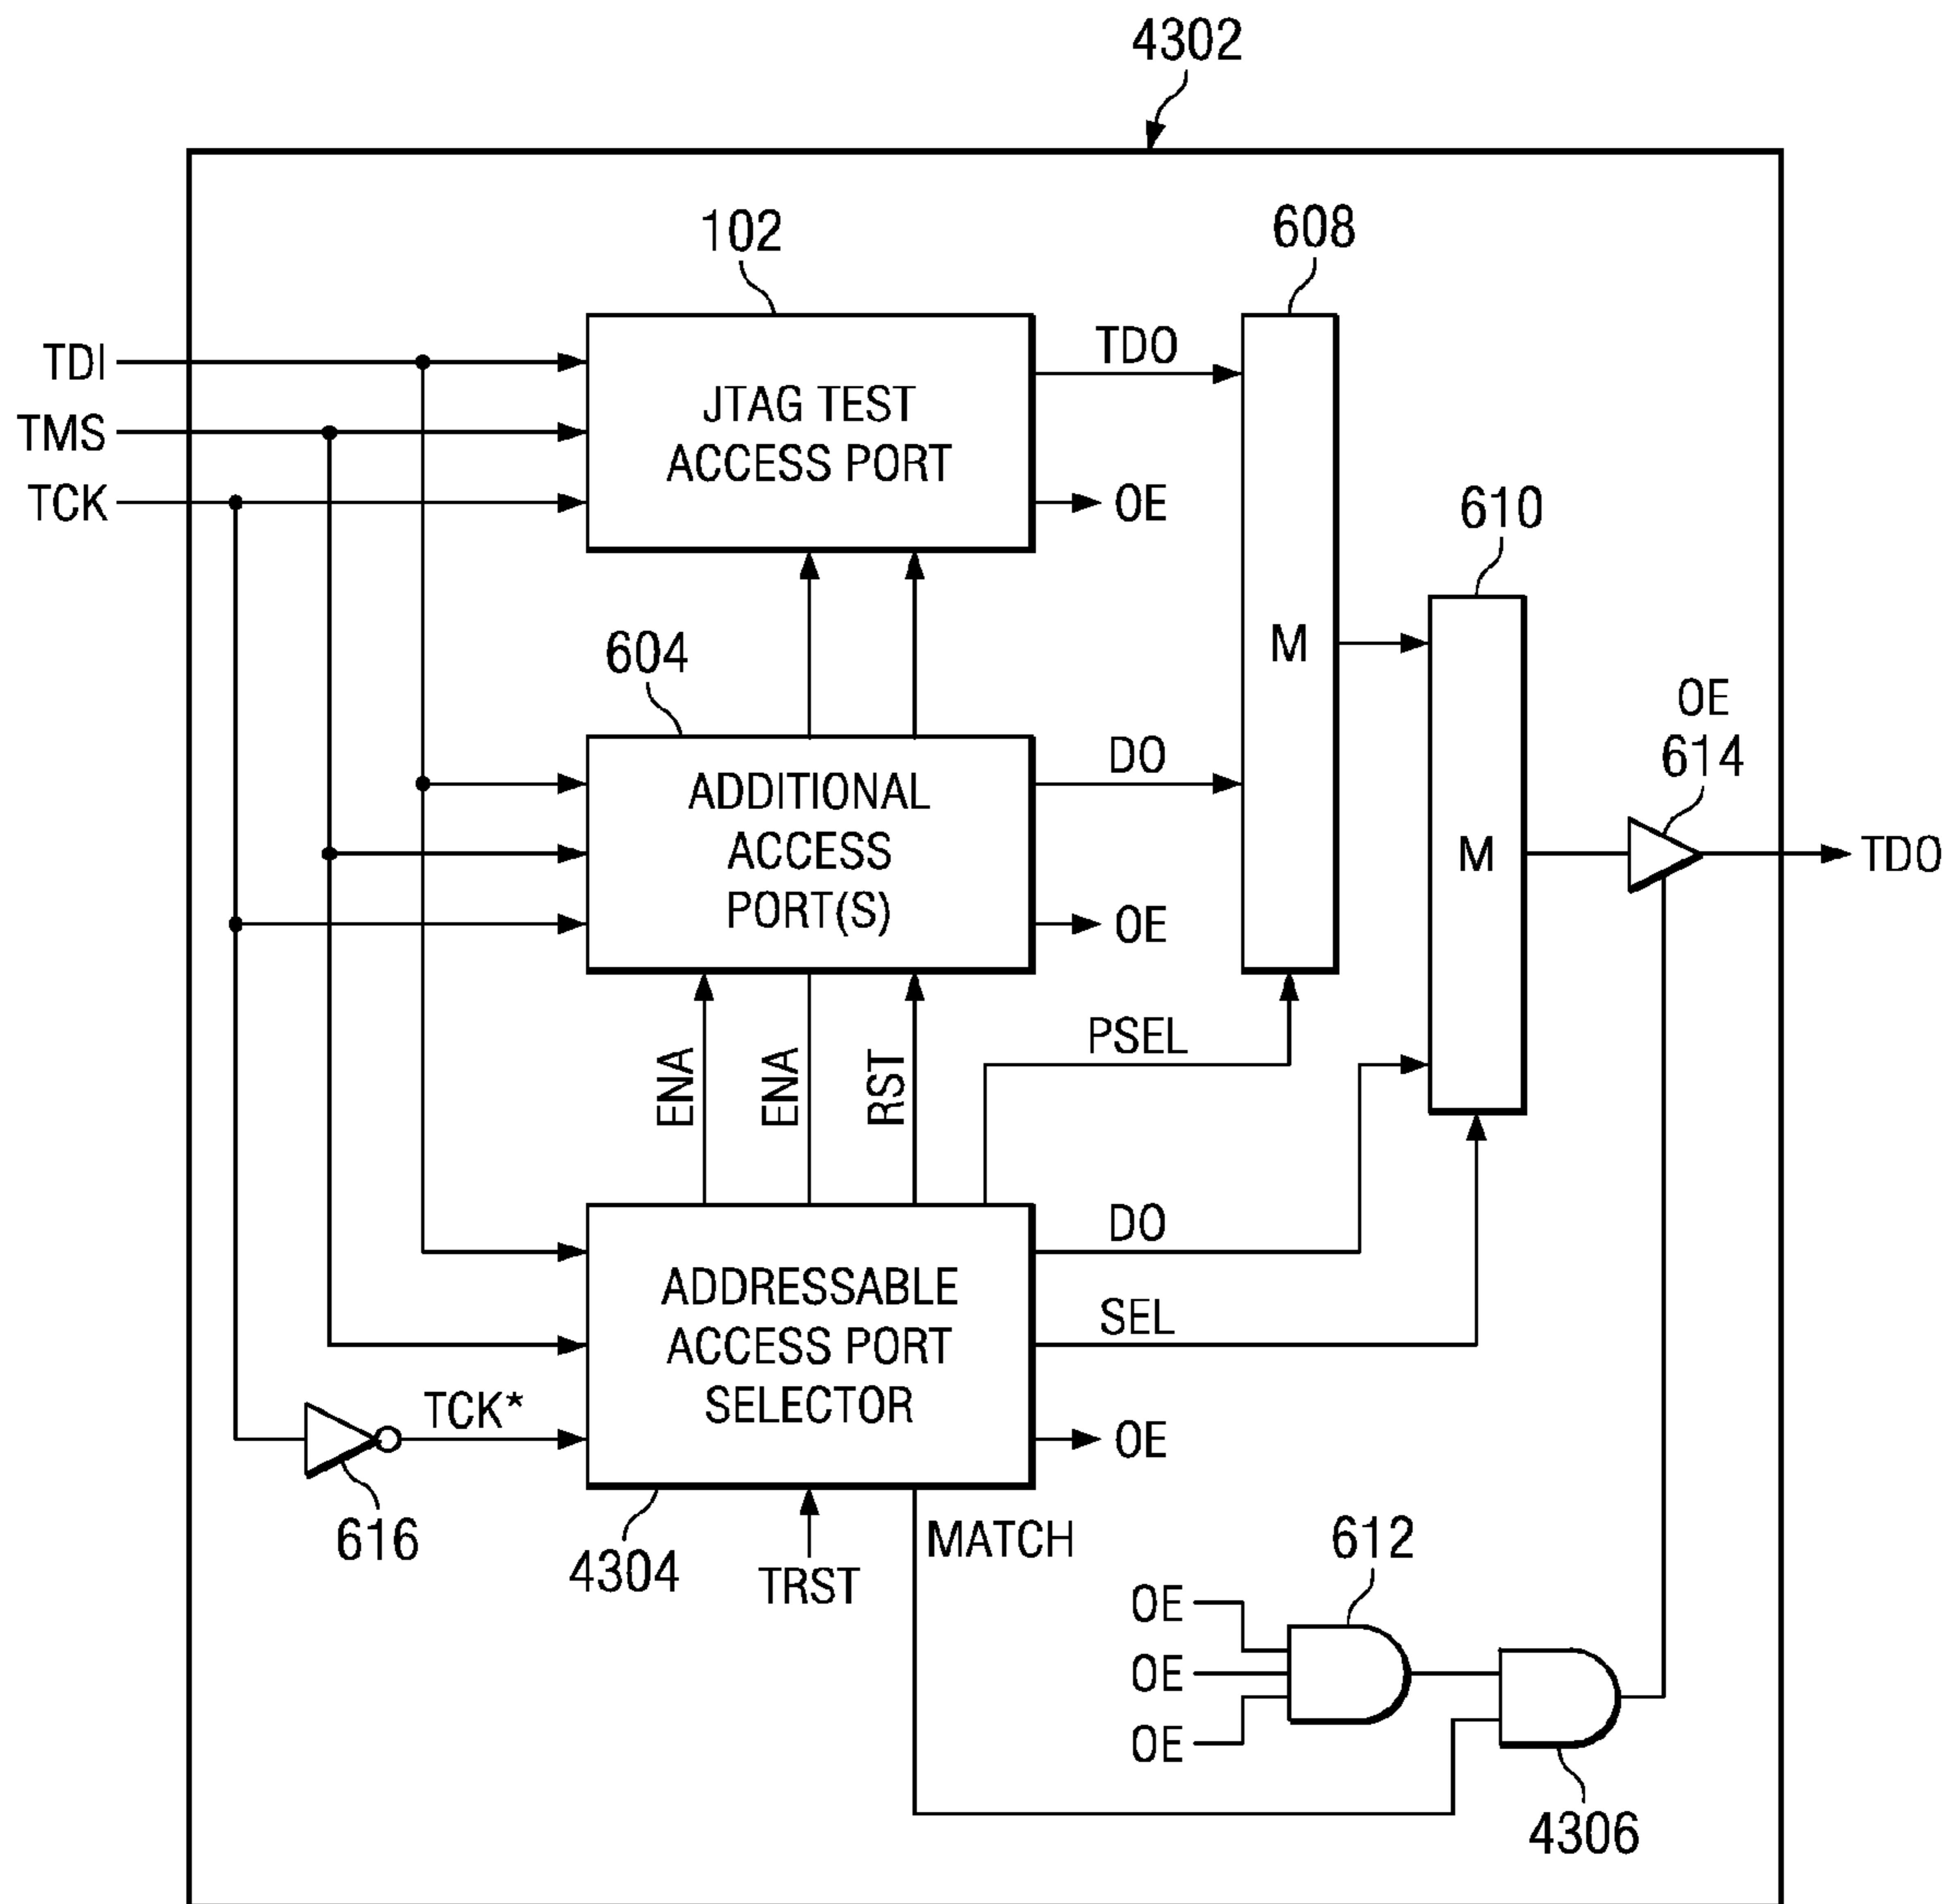 4302
102
608
TDI
TMS
TCK
JTAG TEST
ACCESS PORT
TDO
OE
610
604
M
OE
614
ADDITIONAL
ACCESS
PORT(S)
DO
OE
M
TDO
PSEL
ENA
ENA
RST
ADDRESSABLE
ACCESS PORT
SELECTOR
DO
SEL
OE
TCK*
616
4304
TRST
MATCH
612
OE
OE
OE
4306